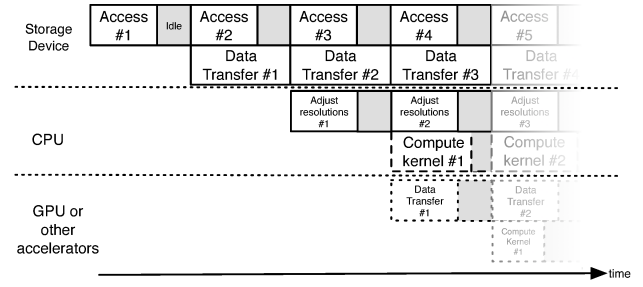 Storage
Device
Access
#1
Idle
Access
#2
Access
#3
Access
#4
Access
#5
Data
Transfer #1
Data
Transfer #2
Data
Transfer #3
Data
Transfer #4
CPU
Adjust
resolutions
#1
Adjust
resolutions
#2
Adjust
resolutions
#3
Compute
kernel #1
Compute
kernel #2
GPU or
other
accelerators
Data
Transfer
#1
Data
Transfer
#2
Compute
Kernel
#1
time